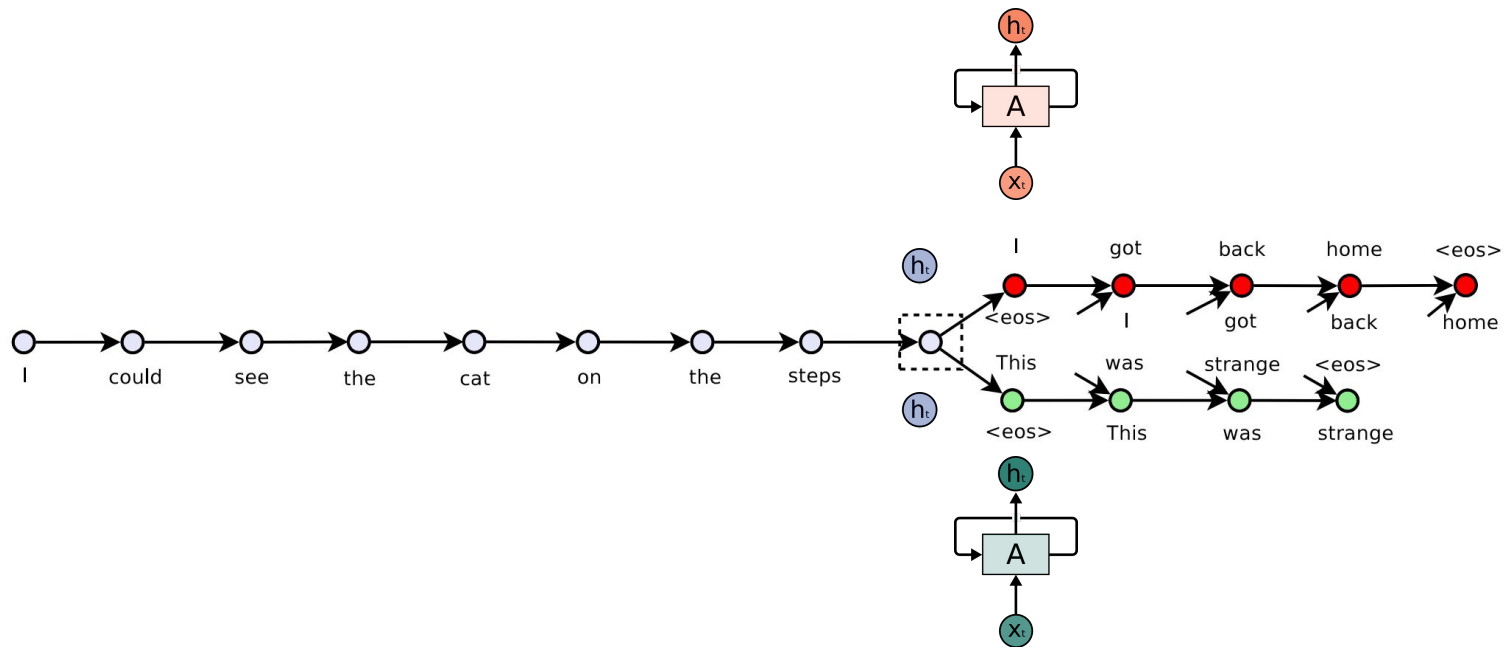 hₜ
A
xₜ
I got back home <eos>
hₜ
<eos> I got back home
I could see the cat on the steps
This was strange <eos>
hₜ
<eos> This was strange
hₜ
A
xₜ